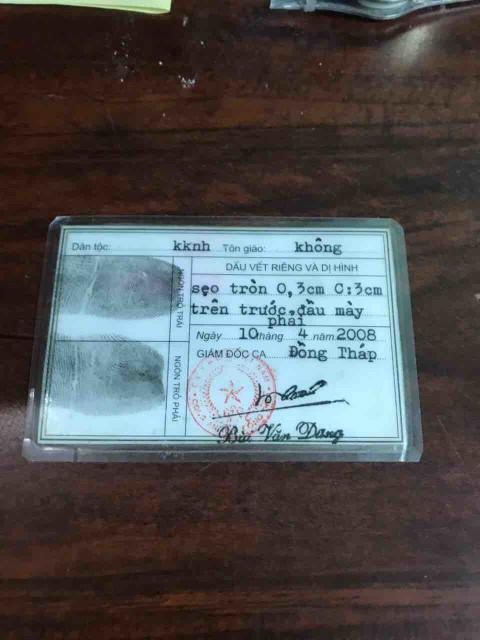 Dân tộc: kknh Tôn giáo: không
NGÓN TRỎ TRÁI
DẤU VẾT RIÊNG VÀ DỊ HÌNH
sẹo tròn 0,3cm C:3cm
trên trước đầu mày
phải
NGÓN TRỎ PHẢI
Ngày 10 tháng 4 năm 2008
GIÁM ĐỐC CA Đồng Tháp
Bùi Văn Dang